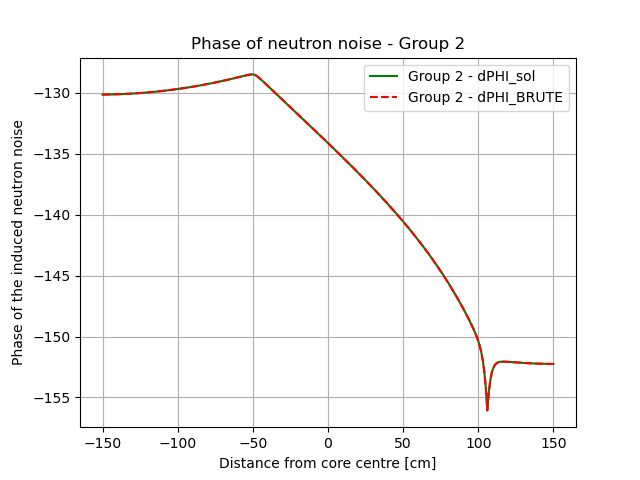 Phase of neutron noise - Group 2
Group 2 - dPHI_sol
Group 2 - dPHI_BRUTE
Phase of the induced neutron noise
−130
−135
−140
−145
−150
−155
−150
−100
−50
0
50
100
150
Distance from core centre [cm]